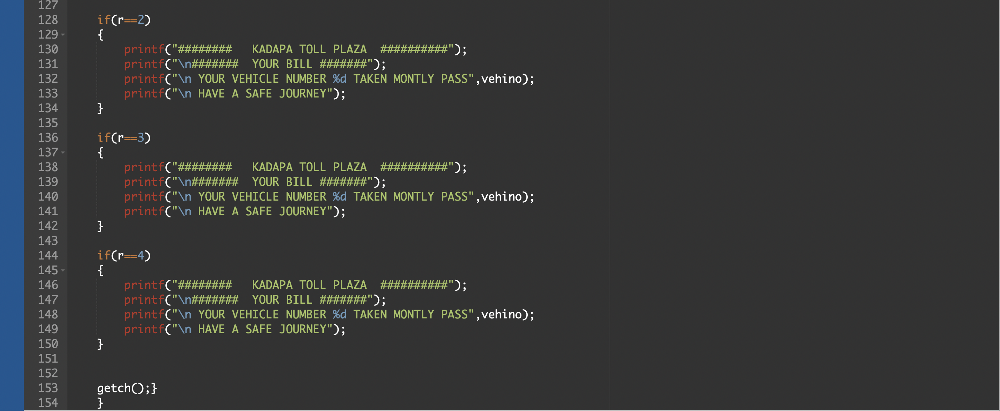 127
128 if(r==2)
129 {
130 printf("########   KADAPA TOLL PLAZA  ##########");
131 printf("\n#######  YOUR BILL #######");
132 printf("\n YOUR VEHICLE NUMBER %d TAKEN MONTLY PASS",vehino);
133 printf("\n HAVE A SAFE JOURNEY");
134 }
135
136 if(r==3)
137 {
138 printf("########   KADAPA TOLL PLAZA  ##########");
139 printf("\n#######  YOUR BILL #######");
140 printf("\n YOUR VEHICLE NUMBER %d TAKEN MONTLY PASS",vehino);
141 printf("\n HAVE A SAFE JOURNEY");
142 }
143
144 if(r==4)
145 {
146 printf("########   KADAPA TOLL PLAZA  ##########");
147 printf("\n#######  YOUR BILL #######");
148 printf("\n YOUR VEHICLE NUMBER %d TAKEN MONTLY PASS",vehino);
149 printf("\n HAVE A SAFE JOURNEY");
150 }
151
152
153 getch();}
154 }